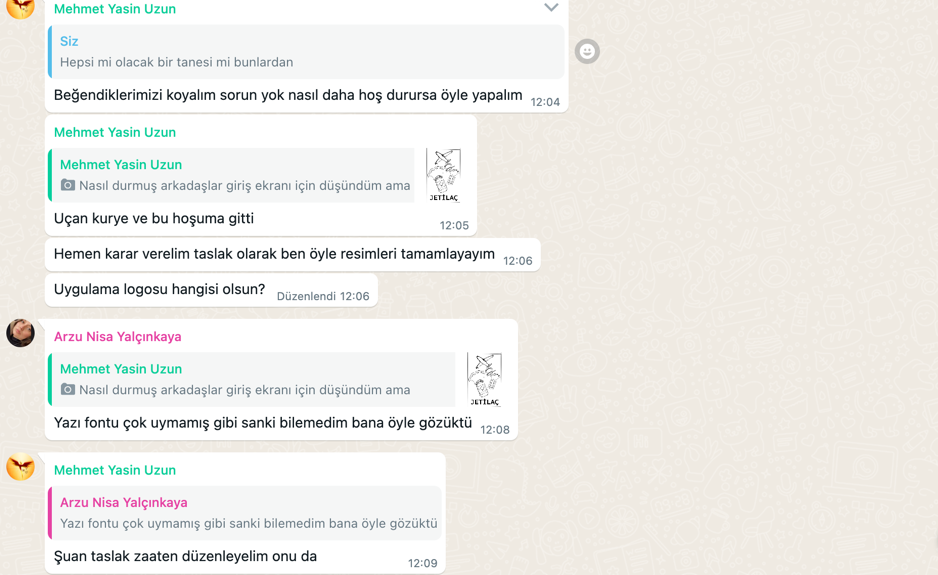 Mehmet Yasin Uzun
Siz
Hepsi mi olacak bir tanesi mi bunlardan
Beğendiklerimizi koyalım sorun yok nasıl daha hoş durursa öyle yapalım 12:04
Mehmet Yasin Uzun
Mehmet Yasin Uzun
Nasıl durmuş arkadaşlar giriş ekranı için düşündüm ama
JETİLAÇ
Uçan kurye ve bu hoşuma gitti 12:05
Hemen karar verelim taslak olarak ben öyle resimleri tamamlayayım 12:06
Uygulama logosu hangisi olsun? Düzenlendi 12:06
Arzu Nisa Yalçınkaya
Mehmet Yasin Uzun
Nasıl durmuş arkadaşlar giriş ekranı için düşündüm ama
JETİLAÇ
Yazı fontu çok uymamış gibi sanki bilemedim bana öyle gözüktü 12:08
Mehmet Yasin Uzun
Arzu Nisa Yalçınkaya
Yazı fontu çok uymamış gibi sanki bilemedim bana öyle gözüktü
Şuan taslak zaaten düzenleyelim onu da 12:09